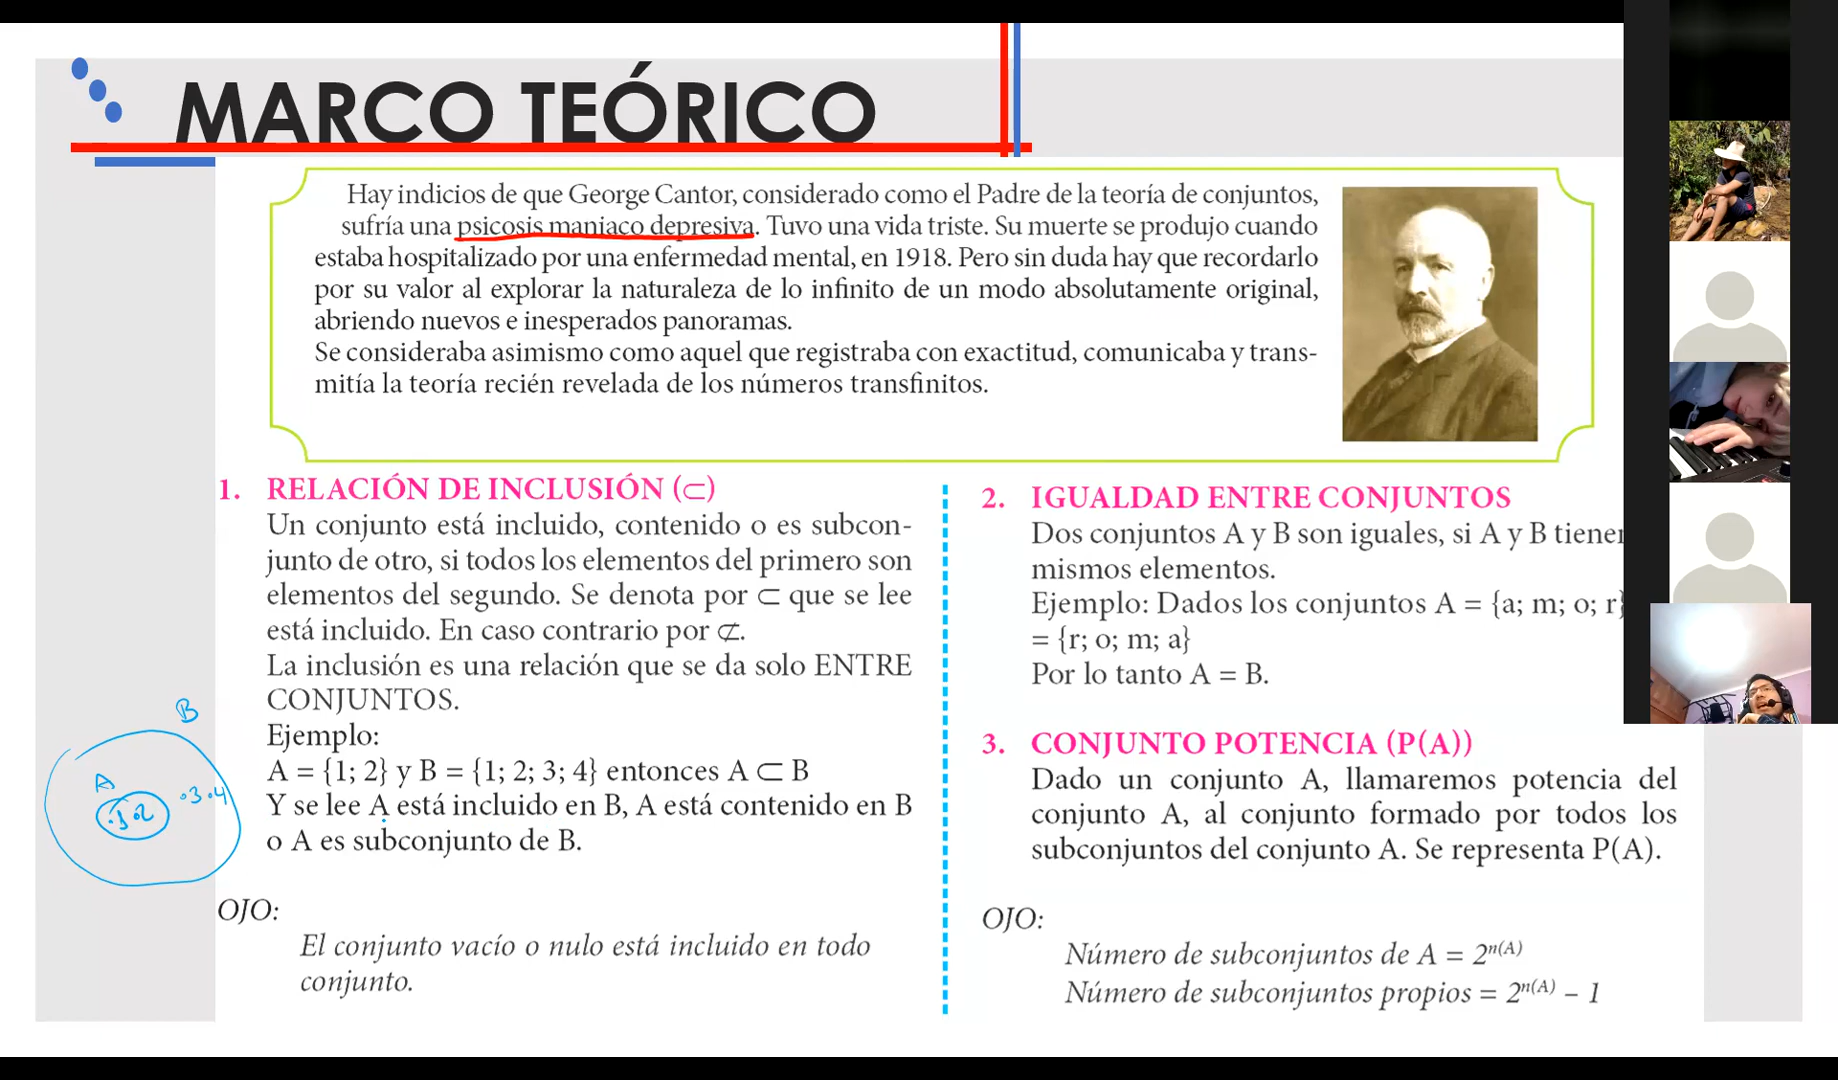 MARCO TEÓRICO
Hay indicios de que George Cantor, considerado como el Padre de la teoría de conjuntos,
sufría una psicosis maniaco depresiva. Tuvo una vida triste. Su muerte se produjo cuando
estaba hospitalizado por una enfermedad mental, en 1918. Pero sin duda hay que recordarlo
por su valor al explorar la naturaleza de lo infinito de un modo absolutamente original,
abriendo nuevos e inesperados panoramas.
Se consideraba asimismo como aquel que registraba con exactitud, comunicaba y trans-
mitía la teoría recién revelada de los números transfinitos.
1. RELACIÓN DE INCLUSIÓN (⊂)
Un conjunto está incluido, contenido o es subcon-
junto de otro, si todos los elementos del primero son
elementos del segundo. Se denota por ⊂ que se lee
está incluido. En caso contrario por ⊄.
La inclusión es una relación que se da solo ENTRE
CONJUNTOS.
Ejemplo:
A = {1; 2} y B = {1; 2; 3; 4} entonces A ⊂ B
Y se lee A está incluido en B, A está contenido en B
o A es subconjunto de B.
B
A
.1 .2 .3 .4
OJO:
El conjunto vacío o nulo está incluido en todo
conjunto.
2. IGUALDAD ENTRE CONJUNTOS
Dos conjuntos A y B son iguales, si A y B tienen
mismos elementos.
Ejemplo: Dados los conjuntos A = {a; m; o; r}
= {r; o; m; a}
Por lo tanto A = B.
3. CONJUNTO POTENCIA (P(A))
Dado un conjunto A, llamaremos potencia del
conjunto A, al conjunto formado por todos los
subconjuntos del conjunto A. Se representa P(A).
OJO:
Número de subconjuntos de A = 2^n(A)
Número de subconjuntos propios = 2^n(A) – 1